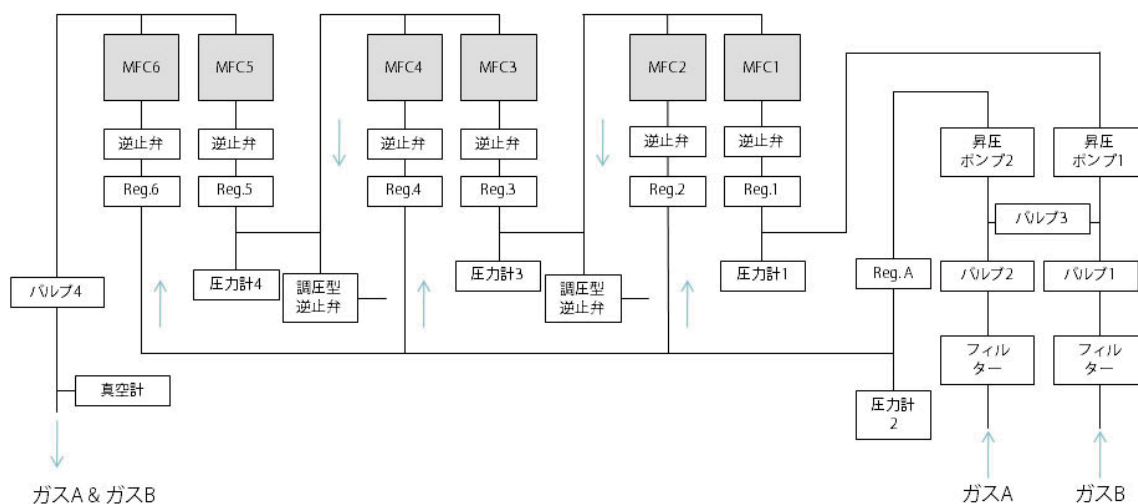 MFC6
MFC5
MFC4
MFC3
MFC2
MFC1
昇圧
ポンプ2
昇圧
ポンプ1
逆止弁
逆止弁
逆止弁
逆止弁
逆止弁
逆止弁
Reg.6
Reg.5
Reg.4
Reg.3
Reg.2
Reg.1
バルブ3
バルブ4
圧力計4
調圧型
逆止弁
圧力計3
調圧型
逆止弁
圧力計1
Reg. A
バルブ2
バルブ1
フィル
ター
フィル
ター
真空計
圧力計
2
ガスA & ガスB
ガスA
ガスB